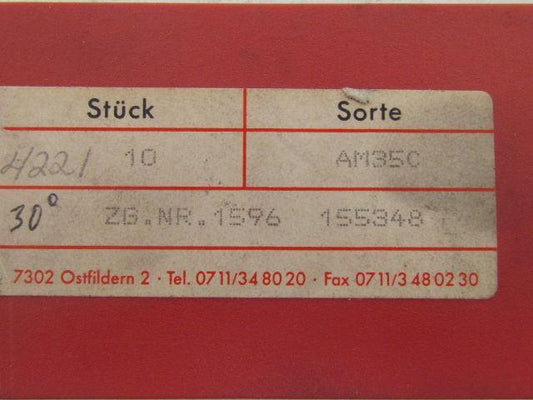 Stück Sorte
4221 10 AM35C
30° ZG.NR.1596 155348
7302 Ostfildern 2 · Tel. 0711/34 80 20 · Fax 0711/3 48 02 30